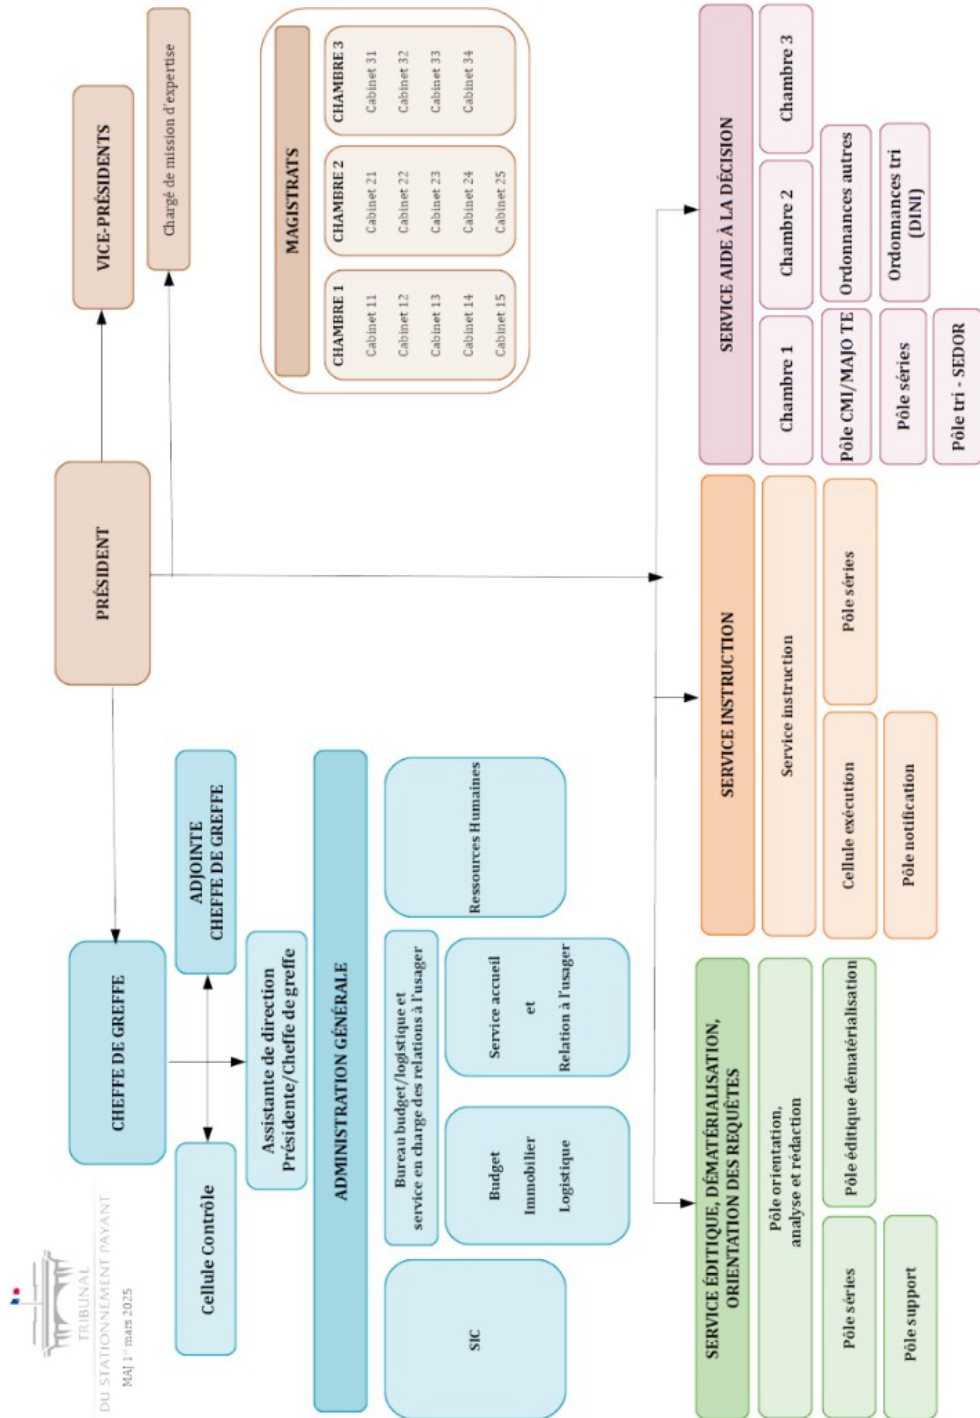 TRIBUNAL
DU STATIONNEMENT PAYANT
MAJ 1er mars 2025
PRÉSIDENT
VICE-PRÉSIDENTS
Chargé de mission d'expertise
CHEFFE DE GREFFE
Cellule Contrôle
ADJOINTE
CHEFFE DE GREFFE
Assistante de direction
Présidente/Cheffe de greffe
ADMINISTRATION GÉNÉRALE
SIC
Bureau budget/logistique et
service en charge des relations à l'usager
Budget
Immobilier
Logistique
Service accueil
et
Relation à l'usager
Ressources Humaines
MAGISTRATS
CHAMBRE 1
Cabinet 11
Cabinet 12
Cabinet 13
Cabinet 14
Cabinet 15
CHAMBRE 2
Cabinet 21
Cabinet 22
Cabinet 23
Cabinet 24
Cabinet 25
CHAMBRE 3
Cabinet 31
Cabinet 32
Cabinet 33
Cabinet 34
SERVICE ÉDITIQUE, DÉMATÉRIALISATION,
ORIENTATION DES REQUÊTES
Pôle orientation,
analyse et rédaction
Pôle séries
Pôle éditique dématérialisation
Pôle support
SERVICE INSTRUCTION
Service instruction
Cellule exécution
Pôle séries
Pôle notification
SERVICE AIDE À LA DÉCISION
Chambre 1
Chambre 2
Chambre 3
Pôle CMI/MAJO TE
Ordonnances autres
Pôle séries
Ordonnances tri
(DINI)
Pôle tri - SEDOR